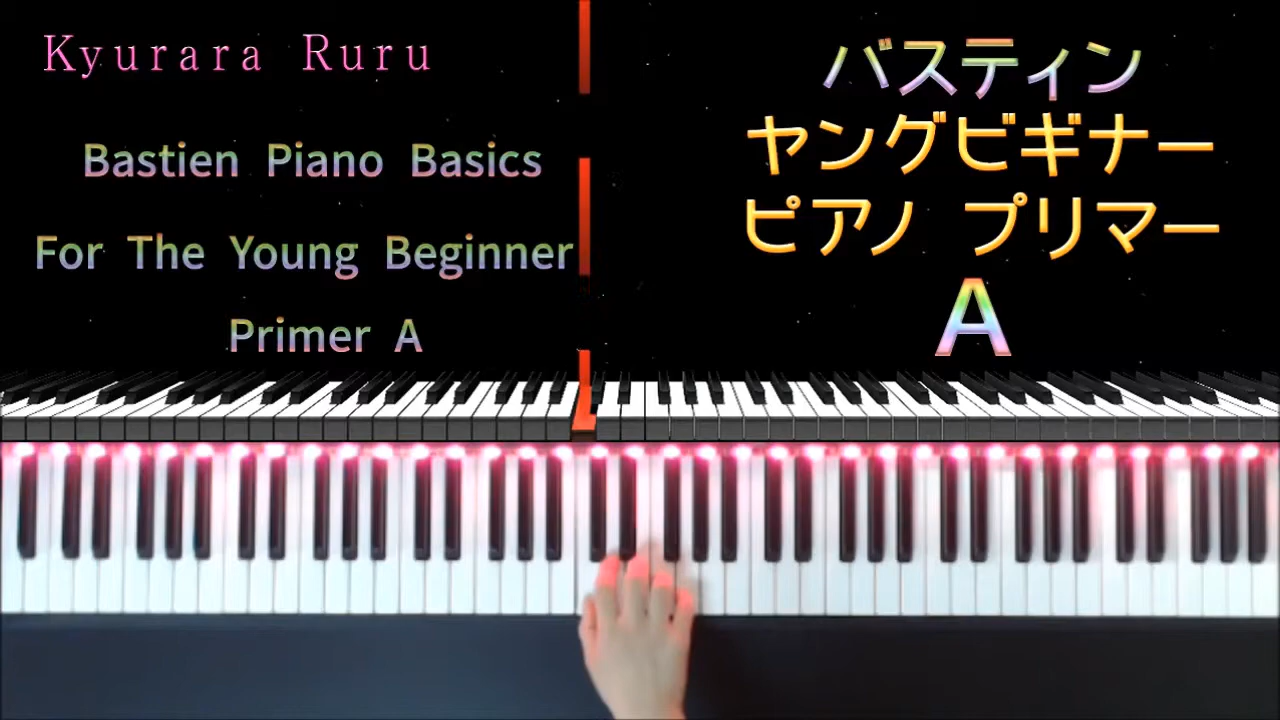 Kyurara Ruru
Bastien Piano Basics
For The Young Beginner
Primer A
バスティン
ヤングビギナー
ピアノ プリマー
A